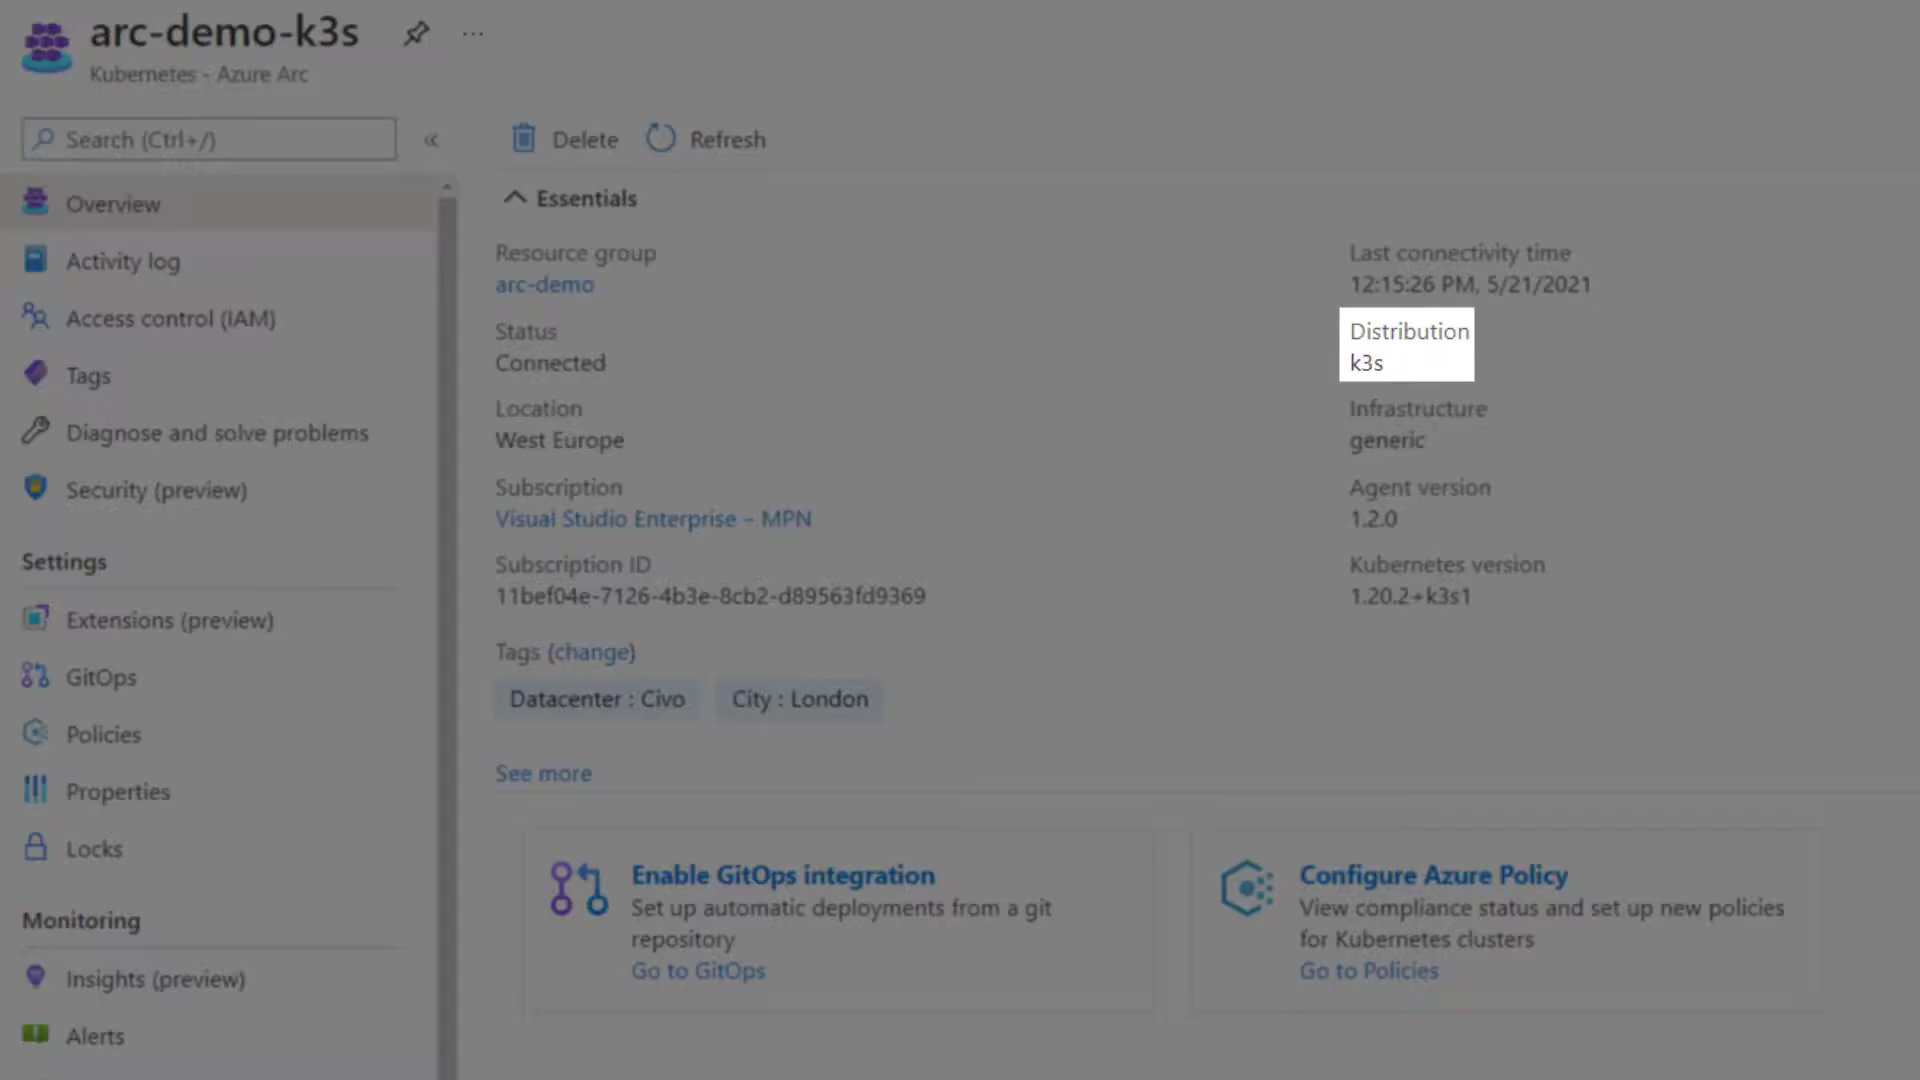 arc-demo-k3s
Kubernetes - Azure Arc
Search (Ctrl+/)
Overview
Activity log
Access control (IAM)
Tags
Diagnose and solve problems
Security (preview)
Settings
Extensions (preview)
GitOps
Policies
Properties
Locks
Monitoring
Insights (preview)
Alerts
Delete
Refresh
Essentials
Resource group
arc-demo
Status
Connected
Location
West Europe
Subscription
Visual Studio Enterprise – MPN
Subscription ID
11bef04e-7126-4b3e-8cb2-d89563fd9369
Last connectivity time
12:15:26 PM, 5/21/2021
Distribution
k3s
Infrastructure
generic
Agent version
1.2.0
Kubernetes version
1.20.2+k3s1
Tags (change)
Datacenter : Civo
City : London
See more
Enable GitOps integration
Set up automatic deployments from a git
repository
Go to GitOps
Configure Azure Policy
View compliance status and set up new policies
for Kubernetes clusters
Go to Policies